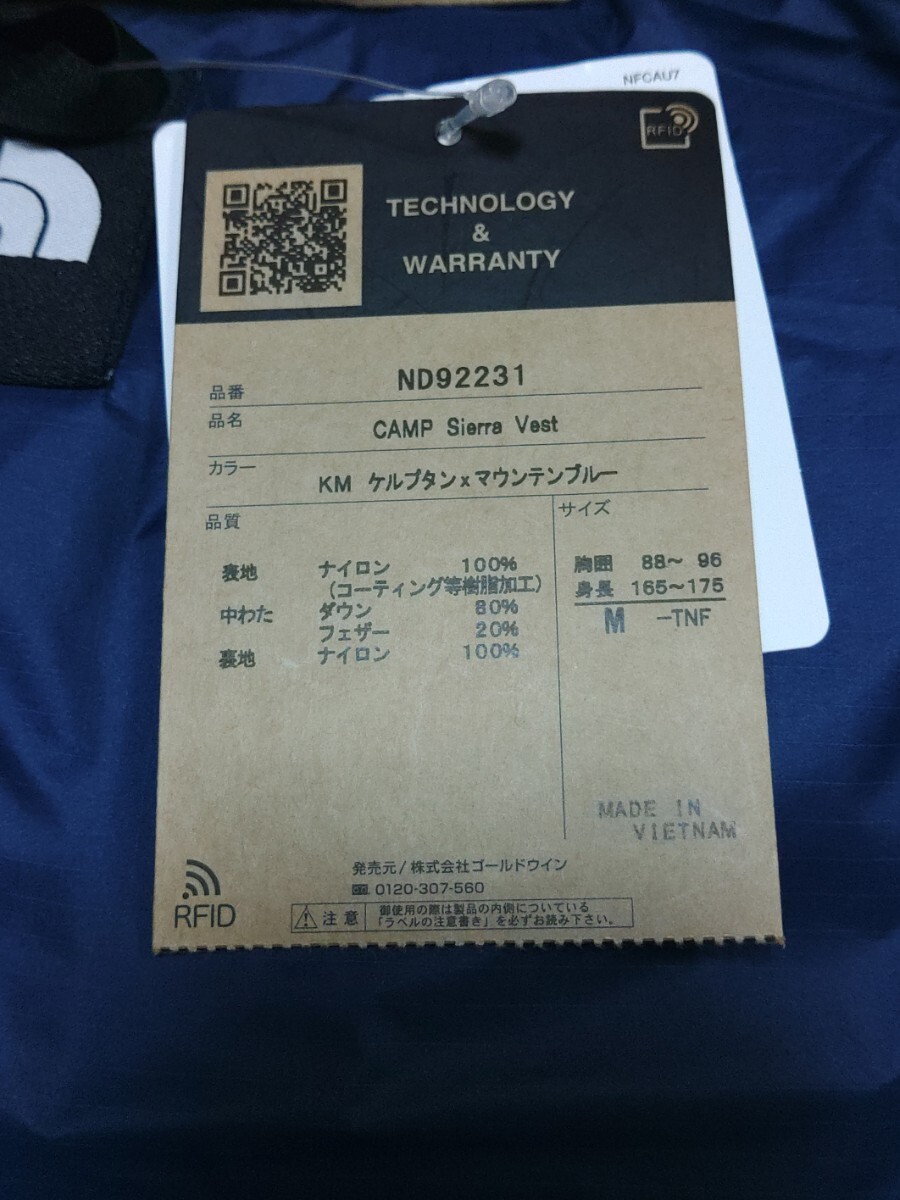 NFCAU7
RFID
TECHNOLOGY
&
WARRANTY
品番 ND92231
品名 CAMP Sierra Vest
カラー KM ケルプタン×マウンテンブルー
品質
サイズ
表地 ナイロン 100%
(コーティング等樹脂加工)
中わた ダウン 80%
フェザー 20%
裏地 ナイロン 100%
胸囲 88～ 96
身長 165～175
M -TNF
MADE IN
VIETNAM
発売元/株式会社ゴールドウイン
0120-307-560
RFID
注意
御使用の際は製品の内側についている
「ラベルの注意書き」を必ずお読み下さい。